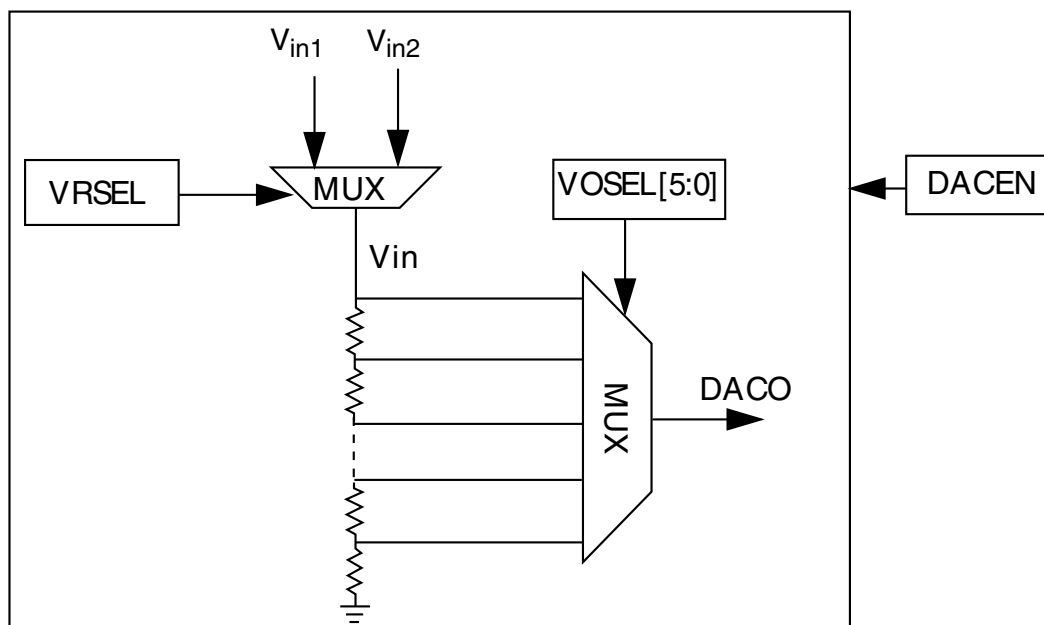 Vin1
Vin2
VRSEL
MUX
VOSEL[5:0]
DACEN
Vin
MUX
DACO